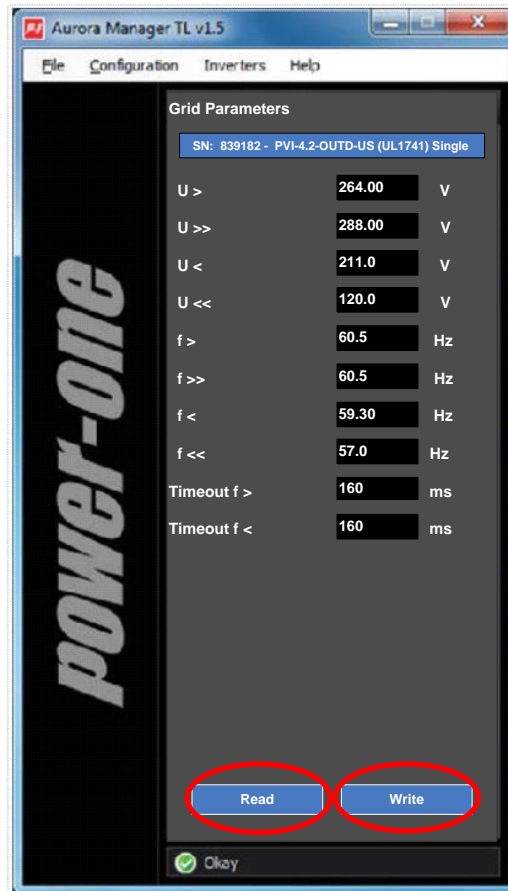 Aurora Manager TL v1.5
File Configuration Inverters Help
power-one
Grid Parameters
SN: 839182 - PVI-4.2-OUTD-US (UL1741) Single
U > 264.00 V
U >> 288.00 V
U < 211.0 V
U << 120.0 V
f > 60.5 Hz
f >> 60.5 Hz
f < 59.30 Hz
f << 57.0 Hz
Timeout f > 160 ms
Timeout f < 160 ms
Read Write
Okay